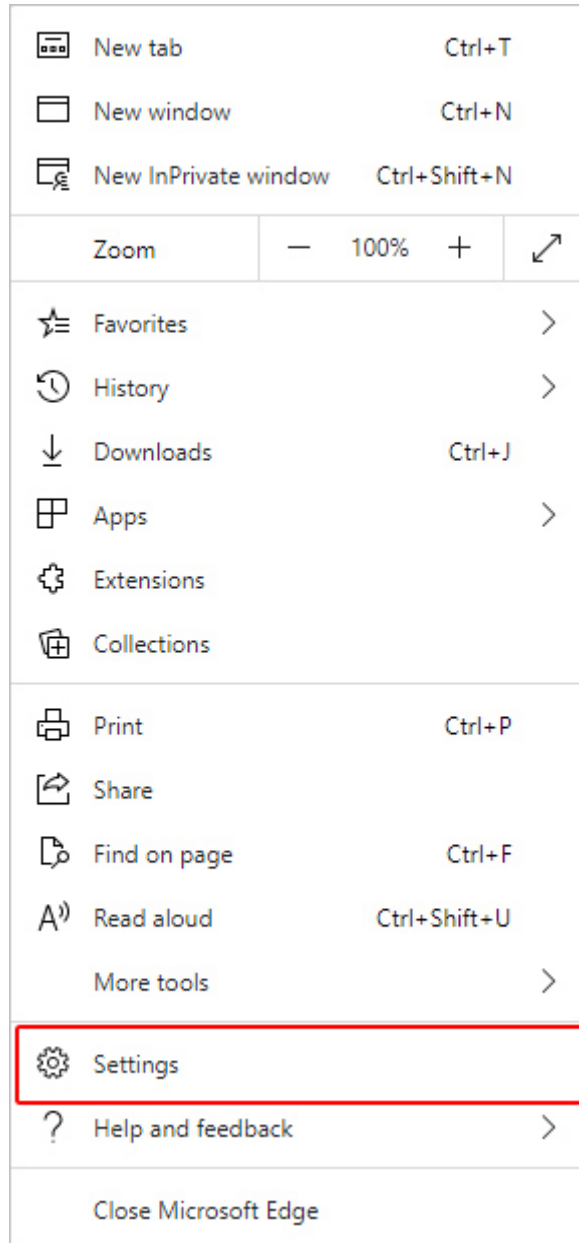 New tab Ctrl+T
New window Ctrl+N
New InPrivate window Ctrl+Shift+N
Zoom — 100% +
Favorites
History
Downloads Ctrl+J
Apps
Extensions
Collections
Print Ctrl+P
Share
Find on page Ctrl+F
Read aloud Ctrl+Shift+U
More tools
Settings
Help and feedback
Close Microsoft Edge